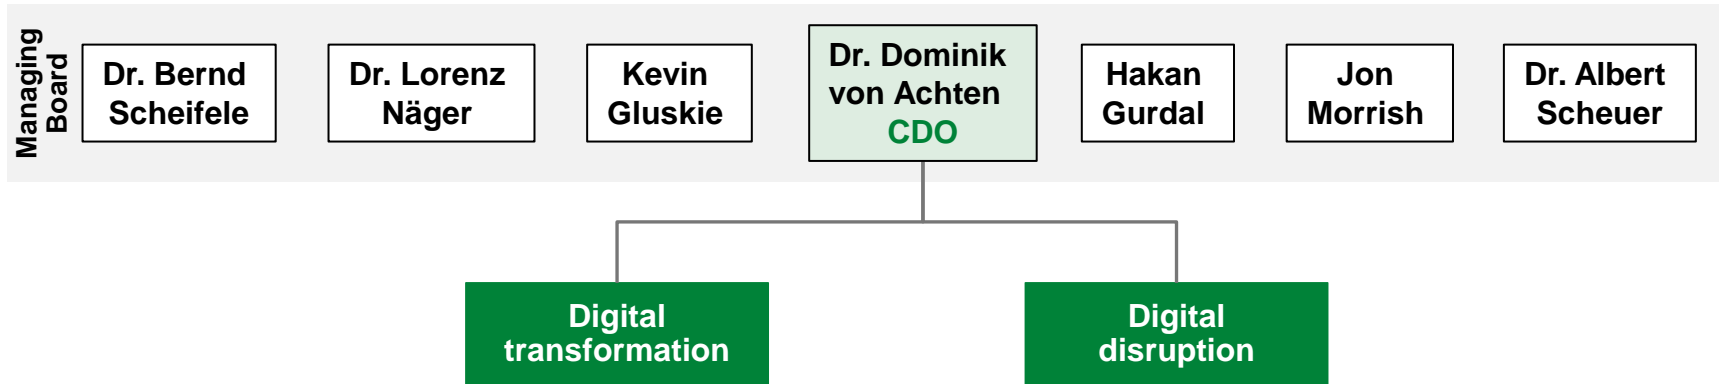 Managing
Board
Dr. Bernd
Scheifele
Dr. Lorenz
Näger
Kevin
Gluskie
Dr. Dominik
von Achten
CDO
Hakan
Gurdal
Jon
Morrish
Dr. Albert
Scheuer
Digital
transformation
Digital
disruption